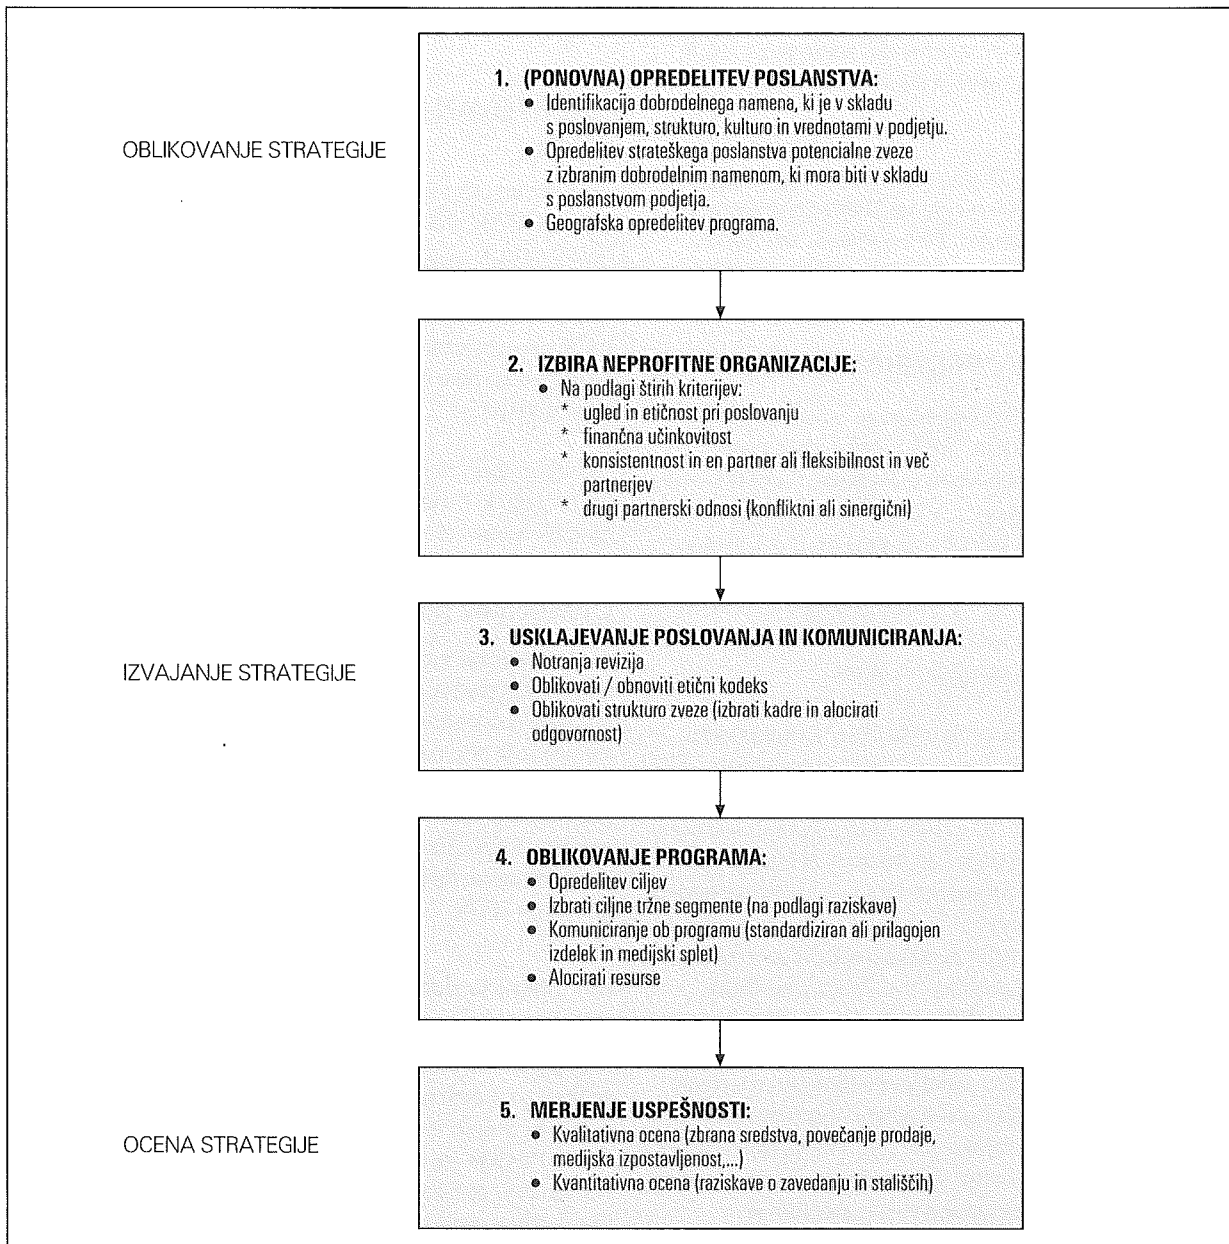 OBLIKOVANJE STRATEGIJE
1. (PONOVNA) OPREDELITEV POSLANSTVA:
• Identifikacija dobrodelnega namena, ki je v skladu
s poslovanjem, strukturo, kulturo in vrednotami v podjetju.
• Opredelitev strateškega poslanstva potencialne zveze
z izbranim dobrodelnim namenom, ki mora biti v skladu
s poslanstvom podjetja.
• Geografska opredelitev programa.
2. IZBIRA NEPROFITNE ORGANIZACIJE:
• Na podlagi štirih kriterijev:
* ugled in etičnost pri poslovanju
* finančna učinkovitost
* konsistentnost in en partner ali fleksibilnost in več
partnerjev
* drugi partnerski odnosi (konfliktni ali sinergični)
IZVAJANJE STRATEGIJE
3. USKLAJEVANJE POSLOVANJA IN KOMUNICIRANJA:
• Notranja revizija
• Oblikovati / obnoviti etični kodeks
• Oblikovati strukturo zveze (izbrati kadre in alocirati
odgovornost)
4. OBLIKOVANJE PROGRAMA:
• Opredelitev ciljev
• Izbrati ciljne tržne segmente (na podlagi raziskave)
• Komuniciranje ob programu (standardiziran ali prilagojen
izdelek in medijski splet)
• Alocirati resurse
OCENA STRATEGIJE
5. MERJENJE USPEŠNOSTI:
• Kvalitativna ocena (zbrana sredstva, povečanje prodaje,
medijska izpostavljenost,...)
• Kvantitativna ocena (raziskave o zavedanju in stališčih)